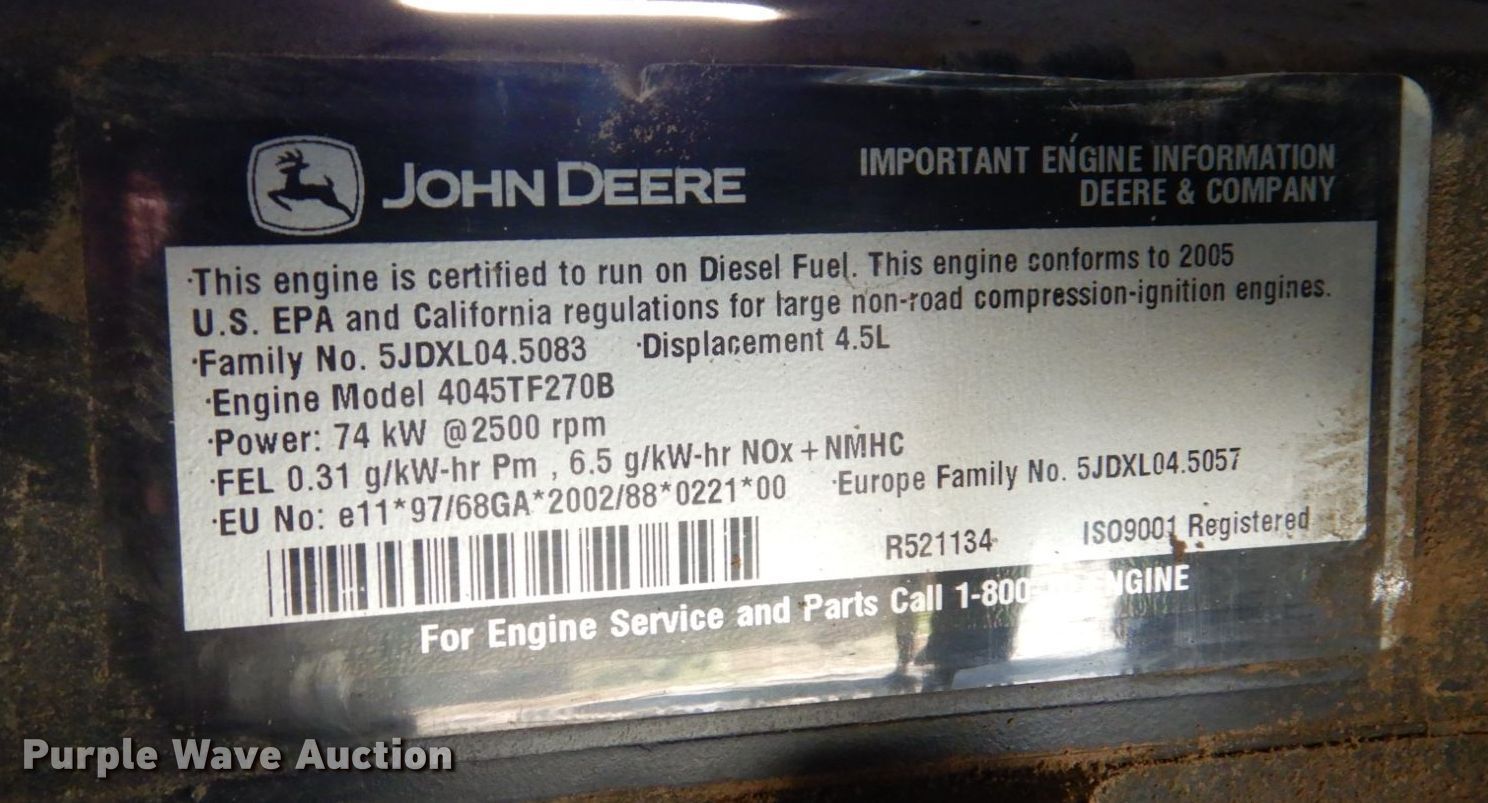 JOHN DEERE
IMPORTANT ENGINE INFORMATION
DEERE & COMPANY
·This engine is certified to run on Diesel Fuel. This engine conforms to 2005
U.S. EPA and California regulations for large non-road compression-ignition engines.
·Family No. 5JDXL04.5083 ·Displacement 4.5L
·Engine Model 4045TF270B
·Power: 74 kW @2500 rpm
·FEL 0.31 g/kW-hr Pm , 6.5 g/kW-hr NOx + NMHC
·EU No: e11*97/68GA*2002/88*0221*00 ·Europe Family No. 5JDXL04.5057
R521134 ISO9001 Registered
For Engine Service and Parts Call 1-800
Purple Wave Auction